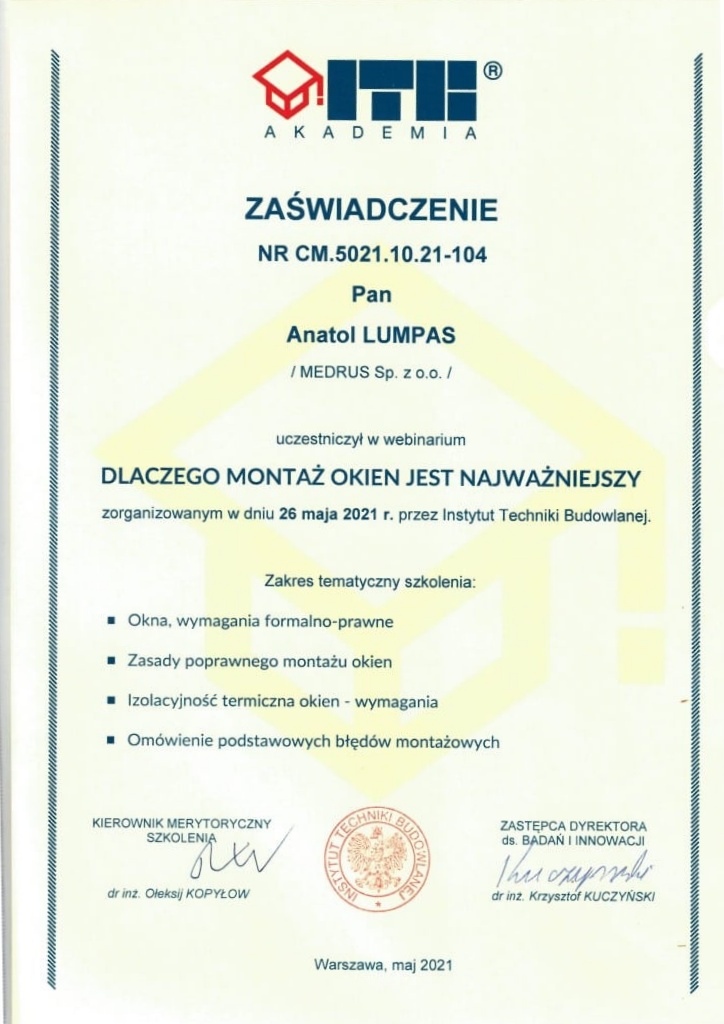 ITB®
AKADEMIA
ZAŚWIADCZENIE
NR CM.5021.10.21-104
Pan
Anatol LUMPAS
/ MEDRUS Sp. z o.o. /
uczestniczył w webinarium
DLACZEGO MONTAŻ OKIEN JEST NAJWAŻNIEJSZY
zorganizowanym w dniu 26 maja 2021 r. przez Instytut Techniki Budowlanej.
Zakres tematyczny szkolenia:
▪ Okna, wymagania formalno-prawne
▪ Zasady poprawnego montażu okien
▪ Izolacyjność termiczna okien - wymagania
▪ Omówienie podstawowych błędów montażowych
KIEROWNIK MERYTORYCZNY
SZKOLENIA
dr inż. Ołeksij KOPYŁOW
INSTYTUT TECHNIKI BUDOWLANEJ
ZASTĘPCA DYREKTORA
ds. BADAŃ I INNOWACJI
dr inż. Krzysztof KUCZYŃSKI
Warszawa, maj 2021